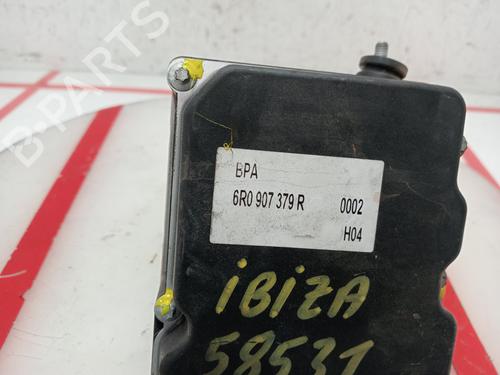 B-PARTS
BPA
6R0 907 379 R 0002
H04
iBiZA
58531